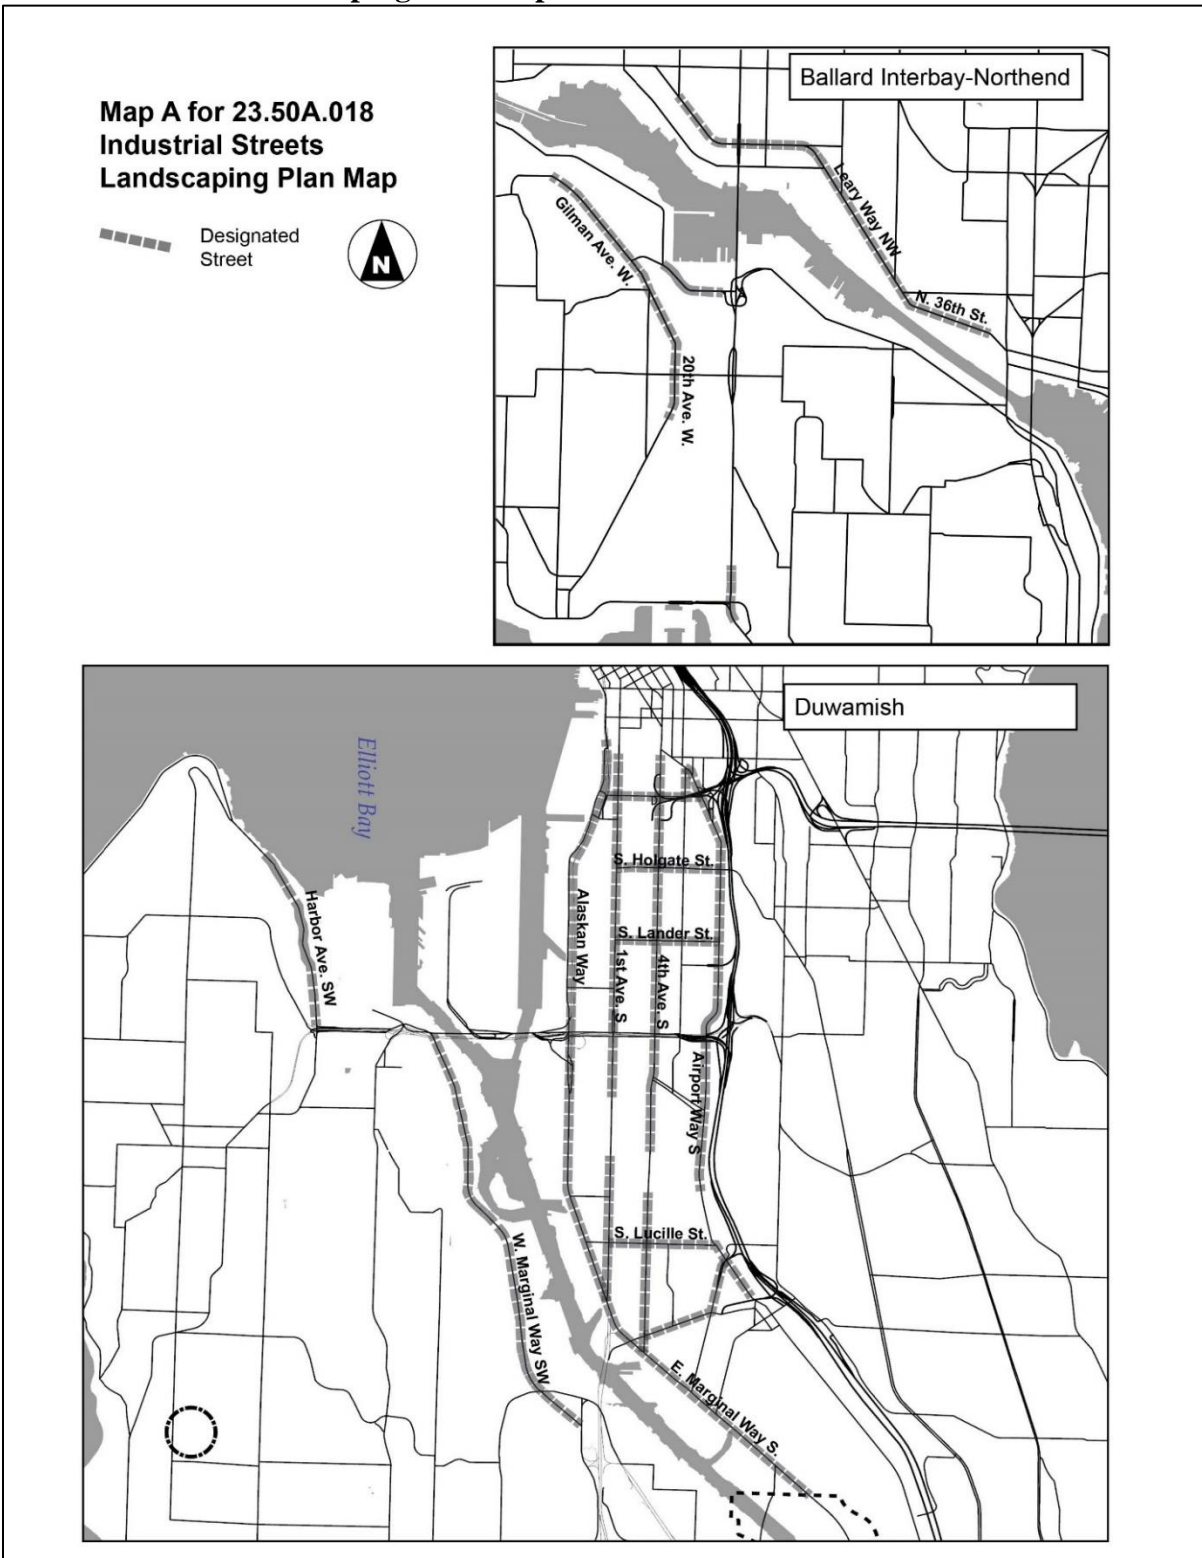 Map A for 23.50A.018
Industrial Streets
Landscaping Plan Map
Designated
Street
N
Ballard Interbay-Northend
Gilman Ave. W.
Leary Way NW
N. 36th St.
20th Ave. W.
Duwamish
Elliott Bay
Harbor Ave. SW
Alaskan Way
S. Holgate St.
S. Lander St.
1st Ave. S
4th Ave. S
Airport Way S
S. Lucille St.
W. Marginal Way SW
E. Marginal Way S.